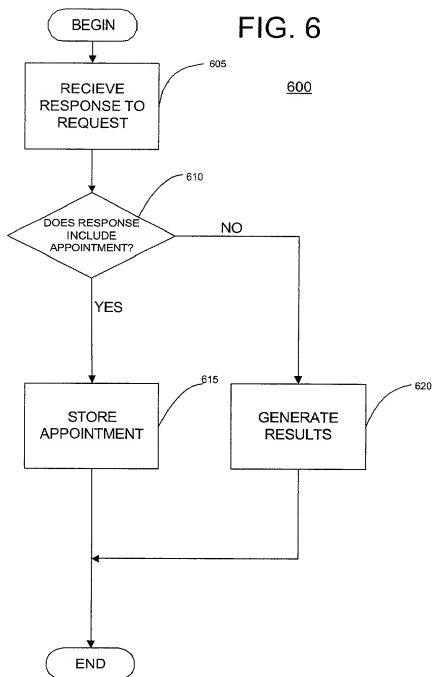 BEGIN
FIG. 6
RECIEVE
RESPONSE TO
REQUEST
605
600
610
DOES RESPONSE
INCLUDE
APPOINTMENT?
NO
YES
615
STORE
APPOINTMENT
620
GENERATE
RESULTS
END